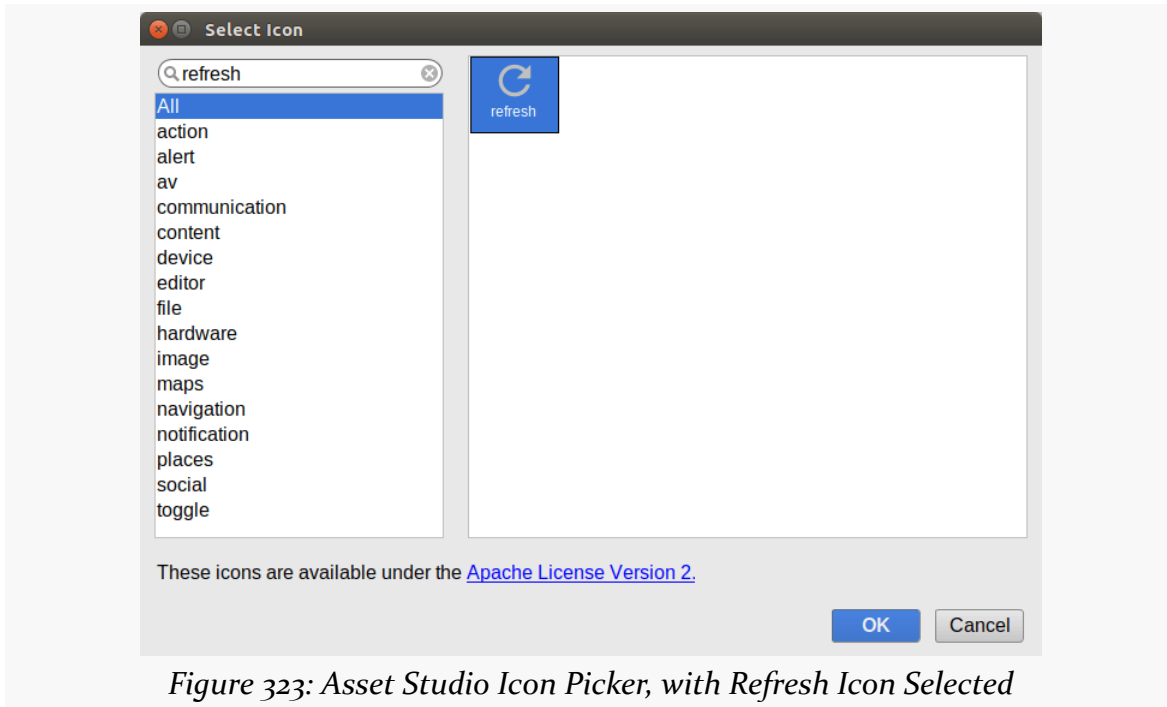 Select Icon
refresh
All
action
alert
av
communication
content
device
editor
file
hardware
image
maps
navigation
notification
places
social
toggle
refresh
These icons are available under the Apache License Version 2.
OK
Cancel
Figure 323: Asset Studio Icon Picker, with Refresh Icon Selected